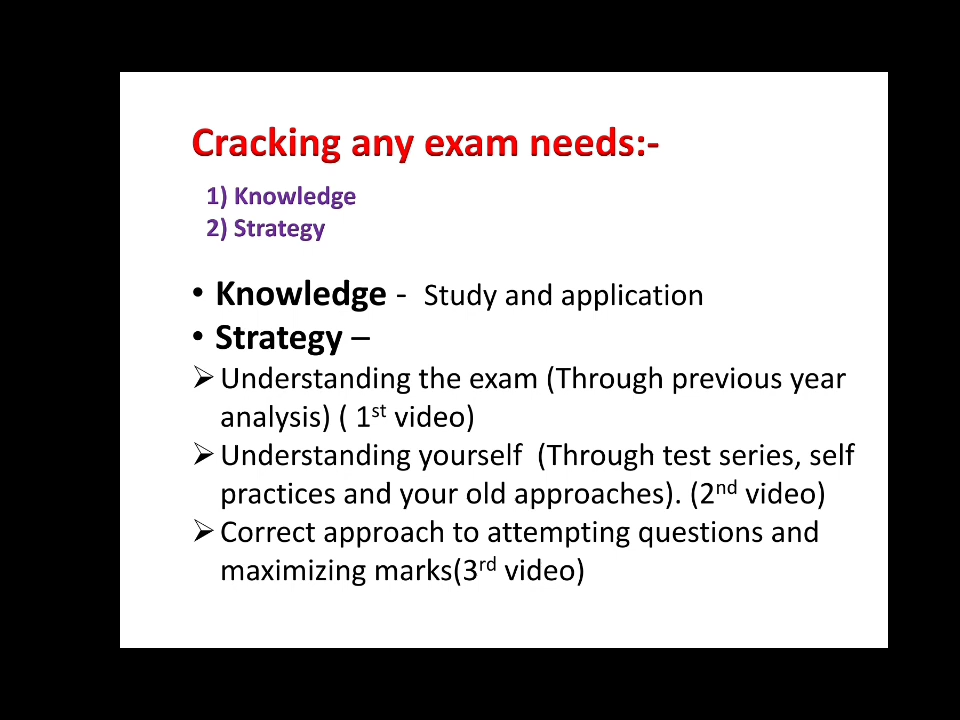 Cracking any exam needs:-
1) Knowledge
2) Strategy
• Knowledge - Study and application
• Strategy –
➢ Understanding the exam (Through previous year
analysis) ( 1st video)
➢ Understanding yourself (Through test series, self
practices and your old approaches). (2nd video)
➢ Correct approach to attempting questions and
maximizing marks(3rd video)